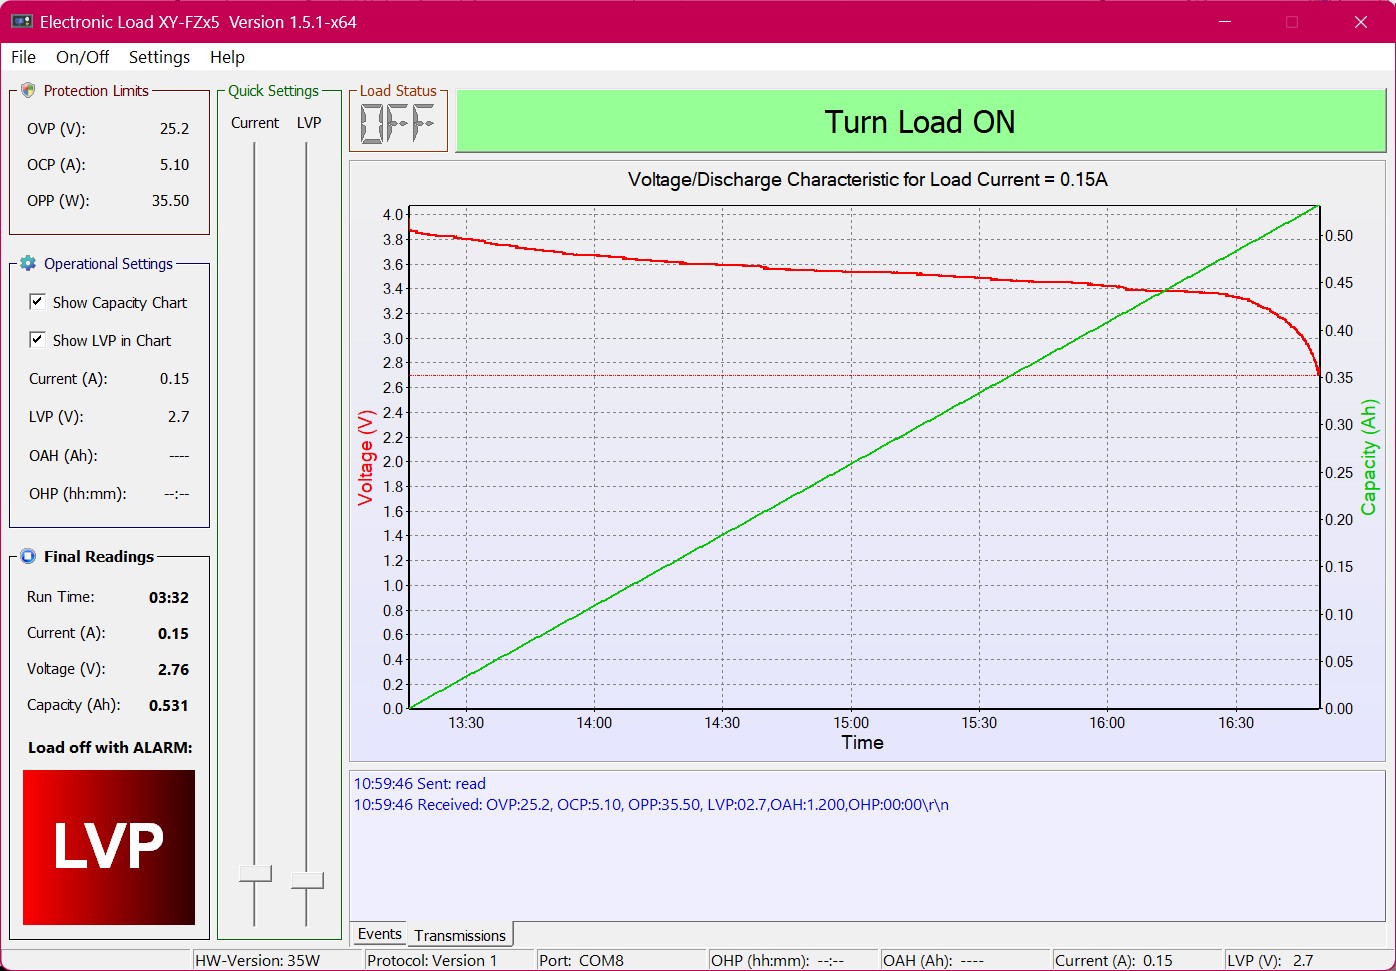 Electronic Load XY-FZx5  Version 1.5.1-x64
File On/Off Settings Help
Protection Limits
OVP (V): 25.2
OCP (A): 5.10
OPP (W): 35.50
Operational Settings
Show Capacity Chart
Show LVP in Chart
Current (A): 0.15
LVP (V): 2.7
OAH (Ah): ----
OHP (hh:mm): --:--
Final Readings
Run Time: 03:32
Current (A): 0.15
Voltage (V): 2.76
Capacity (Ah): 0.531
Load off with ALARM:
LVP
Quick Settings
Current LVP
Load Status
OFF
Turn Load ON
Voltage/Discharge Characteristic for Load Current = 0.15A
Voltage (V)
4.0
3.8
3.6
3.4
3.2
3.0
2.8
2.6
2.4
2.2
2.0
1.8
1.6
1.4
1.2
1.0
0.8
0.6
0.4
0.2
0.0
0.50
0.45
0.40
0.35
0.30
0.25
0.20
0.15
0.10
0.05
0.00
Capacity (Ah)
13:30 14:00 14:30 15:00 15:30 16:00 16:30
Time
10:59:46 Sent: read
10:59:46 Received: OVP:25.2, OCP:5.10, OPP:35.50, LVP:02.7,OAH:1.200,OHP:00:00\r\n
Events Transmissions
HW-Version: 35W Protocol: Version 1 Port: COM8 OHP (hh:mm): --:-- OAH (Ah): ---- Current (A): 0.15 LVP (V): 2.7